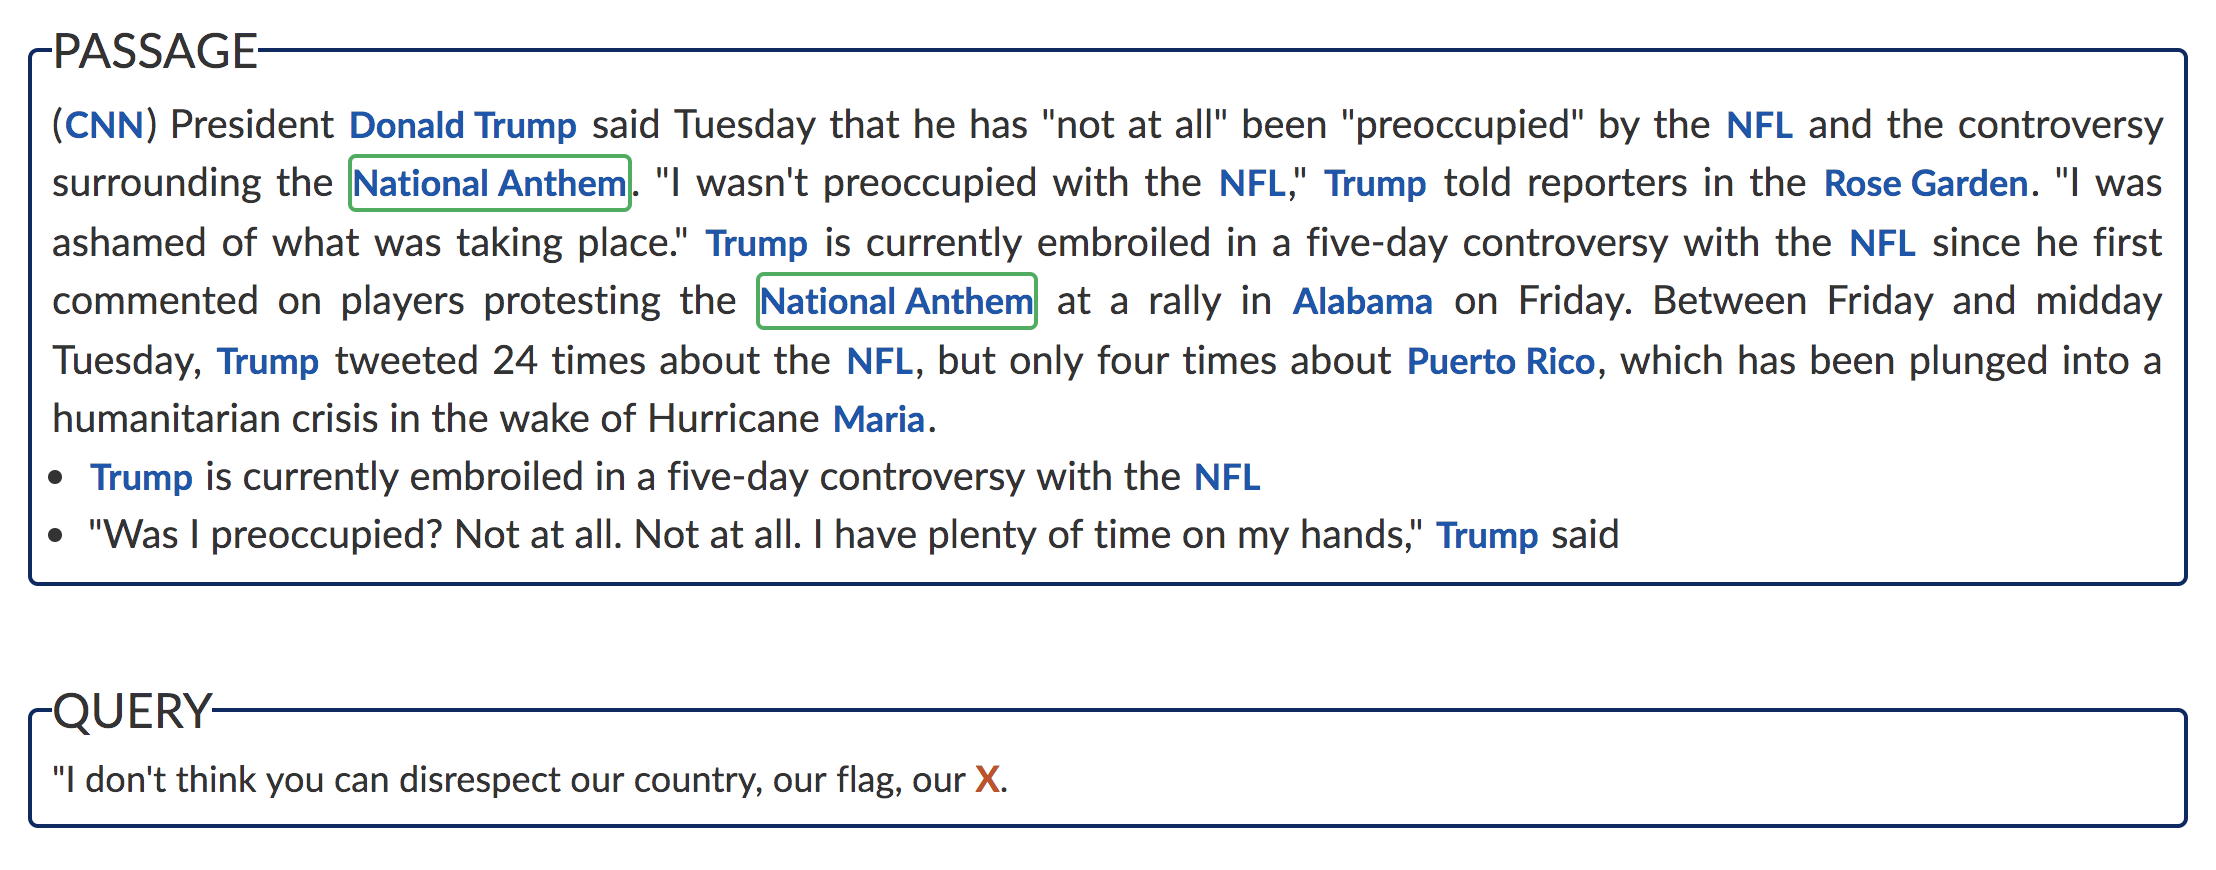 PASSAGE
(CNN) President Donald Trump said Tuesday that he has "not at all" been "preoccupied" by the NFL and the controversy
surrounding the National Anthem. "I wasn't preoccupied with the NFL," Trump told reporters in the Rose Garden. "I was
ashamed of what was taking place." Trump is currently embroiled in a five-day controversy with the NFL since he first
commented on players protesting the National Anthem at a rally in Alabama on Friday. Between Friday and midday
Tuesday, Trump tweeted 24 times about the NFL, but only four times about Puerto Rico, which has been plunged into a
humanitarian crisis in the wake of Hurricane Maria.
• Trump is currently embroiled in a five-day controversy with the NFL
• "Was I preoccupied? Not at all. Not at all. I have plenty of time on my hands," Trump said
QUERY
"I don't think you can disrespect our country, our flag, our X.